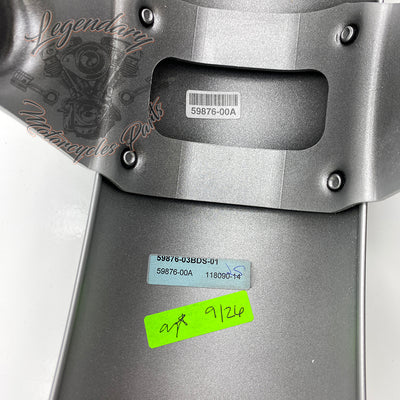 Legendary
Motorcycles Parts
59876-00A
59876-03BDS-01
59876-00A 118090-14
9/26